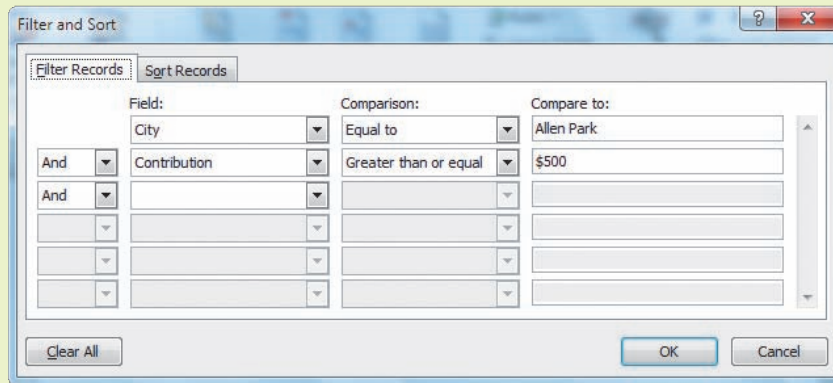 Filter and Sort
Filter Records Sort Records
Field: Comparison: Compare to:
City Equal to Allen Park
And Contribution Greater than or equal $500
And
Clear All OK Cancel